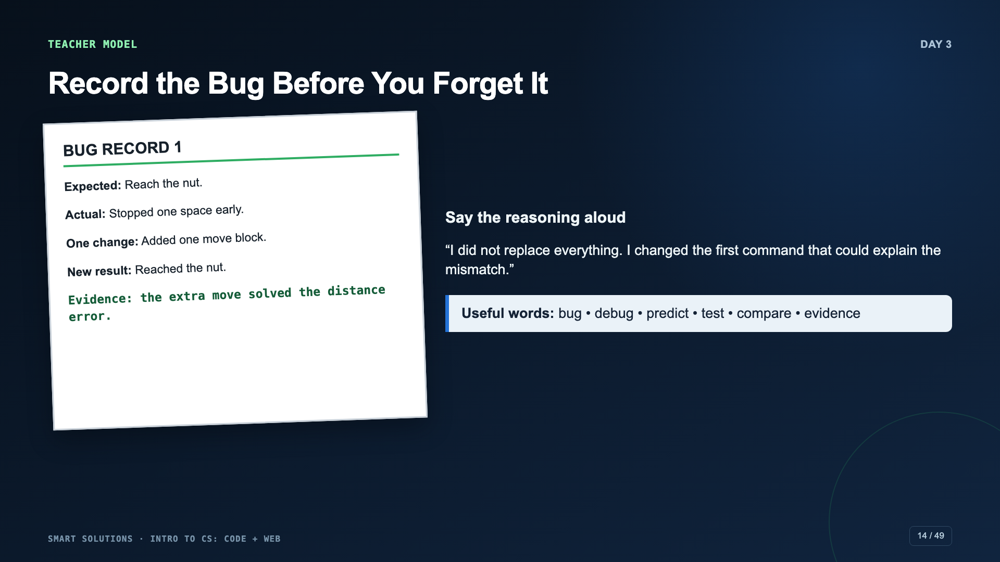 TEACHER MODEL
DAY 3
Record the Bug Before You Forget It
BUG RECORD 1
Expected: Reach the nut.
Actual: Stopped one space early.
One change: Added one move block.
New result: Reached the nut.
Evidence: the extra move solved the distance
error.
Say the reasoning aloud
“I did not replace everything. I changed the first command that could explain the
mismatch.”
Useful words: bug • debug • predict • test • compare • evidence
SMART SOLUTIONS · INTRO TO CS: CODE + WEB
14 / 49